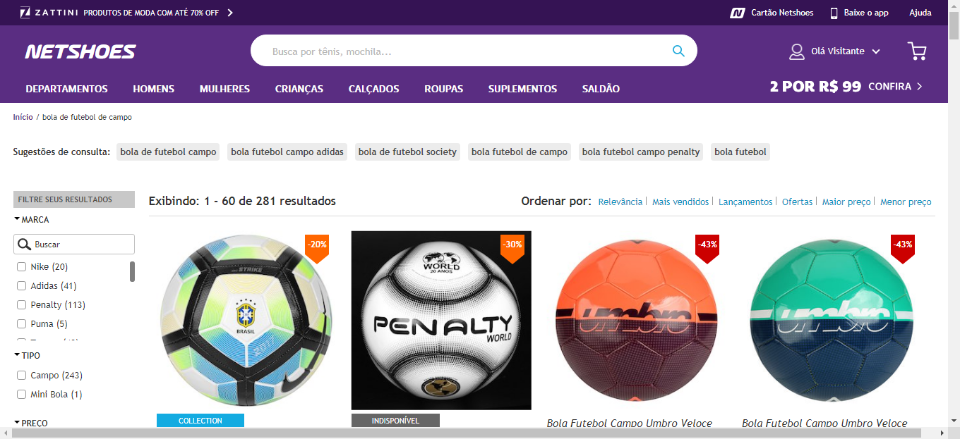 ZATTINI PRODUTOS DE MODA COM ATÉ 70% OFF
Cartão Netshoes Baixe o app Ajuda
NETSHOES
Busca por tênis, mochila...
Olá Visitante
DEPARTAMENTOS HOMENS MULHERES CRIANÇAS CALÇADOS ROUPAS SUPLEMENTOS SALDÃO
2 POR R$ 99 CONFIRA
Início / bola de futebol de campo
Sugestões de consulta: bola de futebol campo bola futebol campo adidas bola de futebol society bola futebol de campo bola futebol campo penalty bola futebol
FILTRE SEUS RESULTADOS
Exibindo: 1 - 60 de 281 resultados
Ordenar por: Relevância | Mais vendidos | Lançamentos | Ofertas | Maior preço | Menor preço
MARCA
Buscar
Nike (20)
Adidas (41)
Penalty (113)
Puma (5)
TIPO
Campo (243)
Mini Bola (1)
PREÇO
-20%
STRIKE
BRASIL
2017
COLLECTION
-30%
WORLD
20 ANOS
PENALTY
WORLD
INDISPONÍVEL
-43%
umbro
Bola Futebol Campo Umbro Veloce
-43%
umbro
Bola Futebol Campo Umbro Veloce